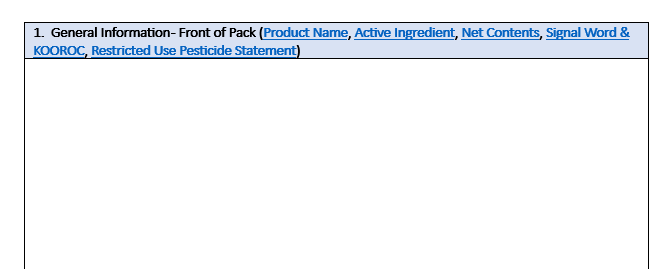 1. General Information- Front of Pack (Product Name, Active Ingredient, Net Contents, Signal Word &
KOOROC, Restricted Use Pesticide Statement)